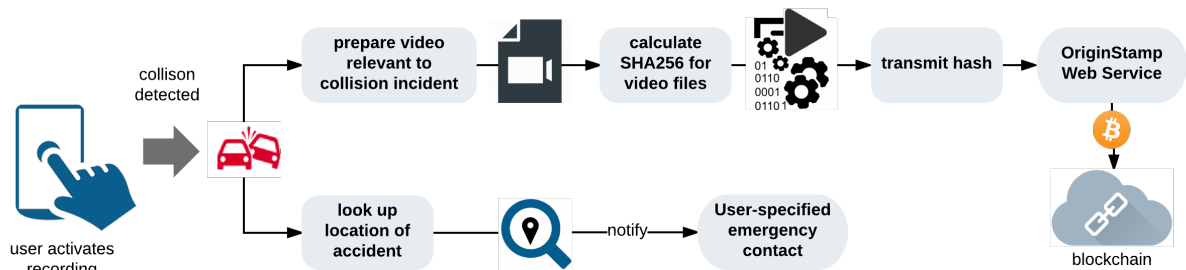 collison
detected
user activates
recording
prepare video
relevant to
collision incident
calculate
SHA256 for
video files
01
0110
0001
0110 1
transmit hash
OriginStamp
Web Service
blockchain
look up
location of
accident
notify
User-specified
emergency
contact